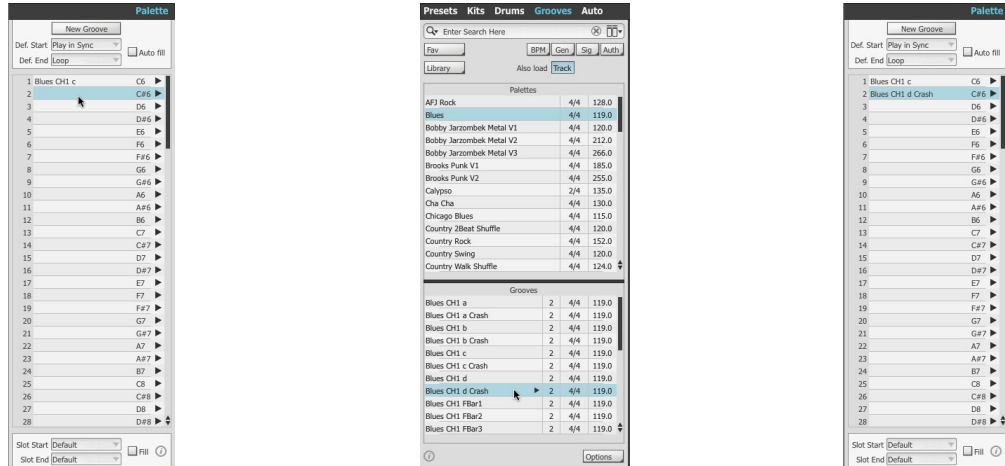 Palette
New Groove
Def. Start Play in Sync
Auto fill
Def. End Loop
1 Blues CH1 c C6
2 C#6
3 D6
4 D#6
5 E6
6 F6
7 F#6
8 G6
9 G#6
10 A6
11 A#6
12 B6
13 C7
14 C#7
15 D7
16 D#7
17 E7
18 F7
19 F#7
20 G7
21 G#7
22 A7
23 A#7
24 B7
25 C8
26 C#8
27 D8
28 D#8
Slot Start Default
Fill
Slot End Default
Presets Kits Drums Grooves Auto
Enter Search Here
Fav BPM Gen Sig Auth
Library Also load Track
Palettes
AFJ Rock 4/4 128.0
Blues 4/4 119.0
Bobby Jarzombek Metal V1 4/4 120.0
Bobby Jarzombek Metal V2 4/4 212.0
Bobby Jarzombek Metal V3 4/4 266.0
Brooks Punk V1 4/4 185.0
Brooks Punk V2 4/4 255.0
Calypso 2/4 135.0
Cha Cha 4/4 130.0
Chicago Blues 4/4 115.0
Country 2Beat Shuffle 4/4 120.0
Country Rock 4/4 152.0
Country Swing 4/4 120.0
Country Walk Shuffle 4/4 124.0
Grooves
Blues CH1 a 2 4/4 119.0
Blues CH1 a Crash 2 4/4 119.0
Blues CH1 b 2 4/4 119.0
Blues CH1 b Crash 2 4/4 119.0
Blues CH1 c 2 4/4 119.0
Blues CH1 c Crash 2 4/4 119.0
Blues CH1 d 2 4/4 119.0
Blues CH1 d Crash 2 4/4 119.0
Blues CH1 FBar1 2 4/4 119.0
Blues CH1 FBar2 2 4/4 119.0
Blues CH1 FBar3 2 4/4 119.0
Options
Palette
New Groove
Def. Start Play in Sync
Auto fill
Def. End Loop
1 Blues CH1 c C6
2 Blues CH1 d Crash C#6
3 D6
4 D#6
5 E6
6 F6
7 F#6
8 G6
9 G#6
10 A6
11 A#6
12 B6
13 C7
14 C#7
15 D7
16 D#7
17 E7
18 F7
19 F#7
20 G7
21 G#7
22 A7
23 A#7
24 B7
25 C8
26 C#8
27 D8
28 D#8
Slot Start Default
Fill
Slot End Default